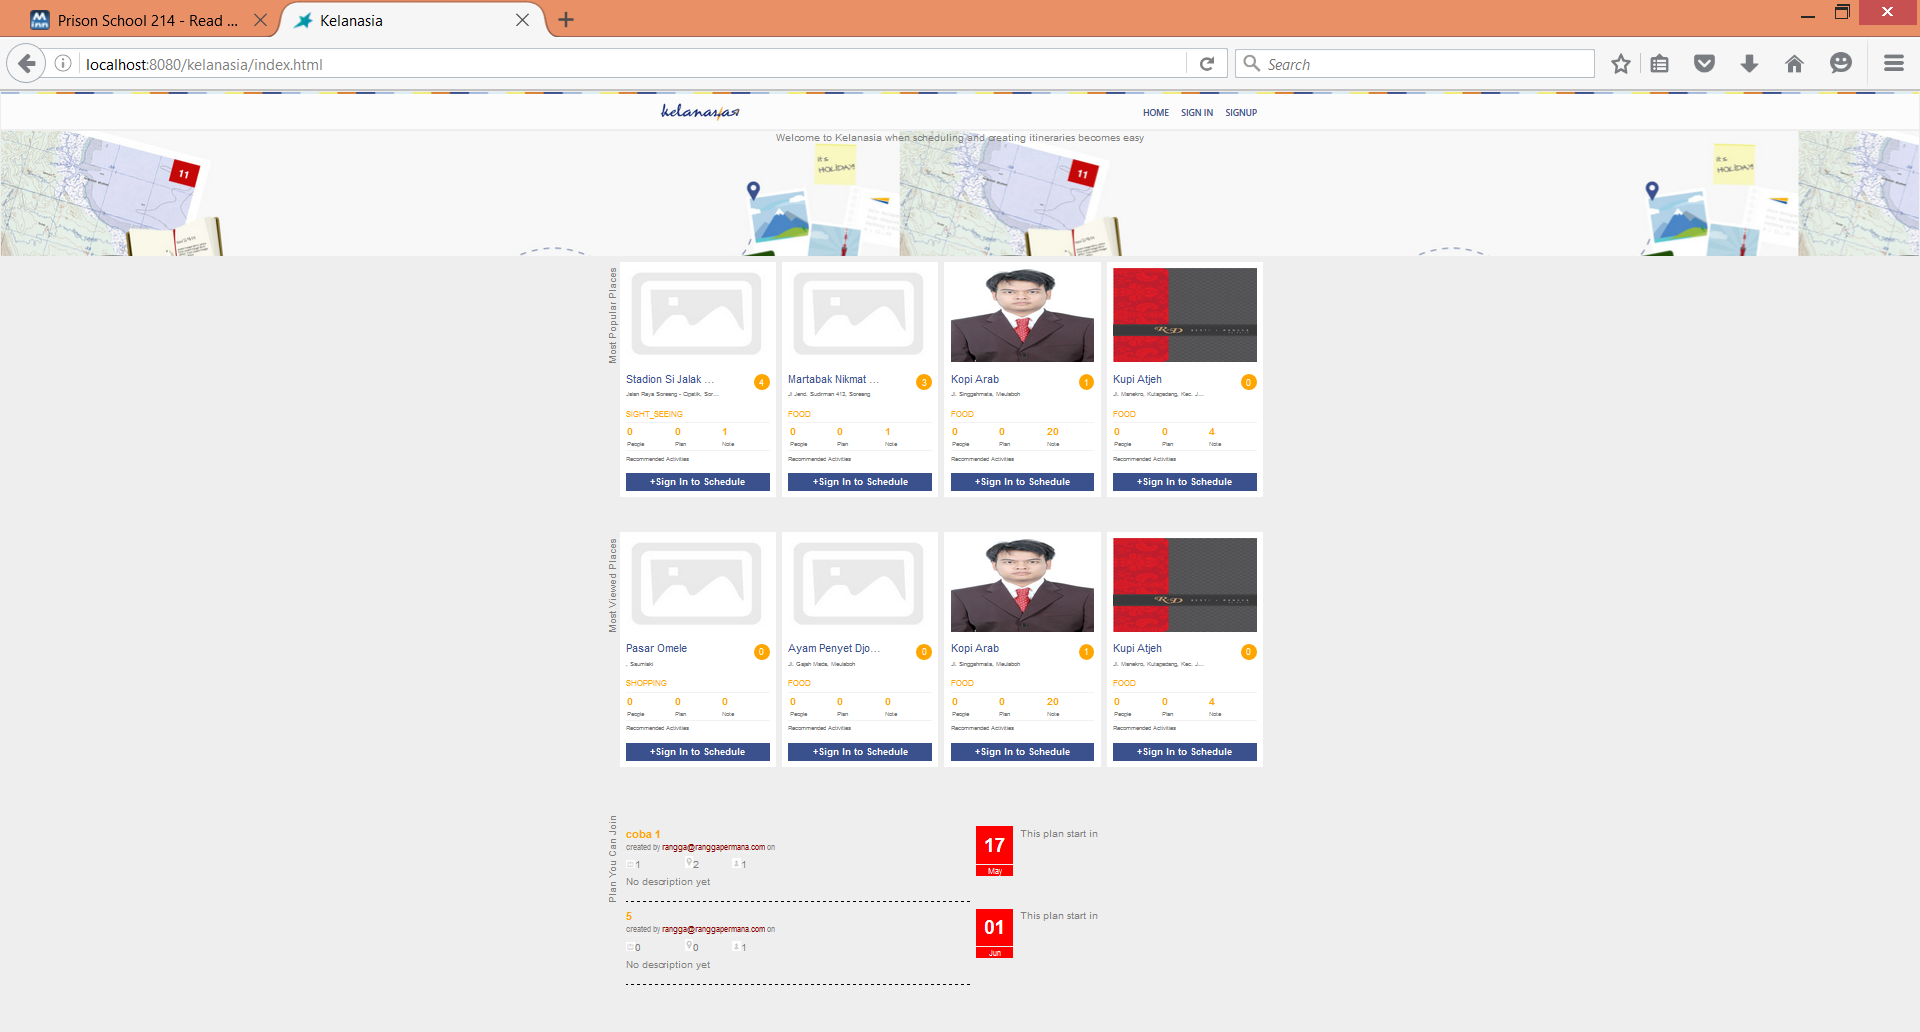 Prison School 214 - Read ...
Kelanasia
localhost:8080/kelanasia/index.html
Search
kelanasia
HOME SIGN IN SIGNUP
Welcome to Kelanasia when scheduling and creating itineraries becomes easy
11
It's HOLIDAY!
11
It's HOLIDAY!
Most Popular Places
Stadion Si Jalak ...
4
Jalan Raya Soreang - Cipatik, Sor...
SIGHT_SEEING
0 0 1
People Plan Note
Recommended Activities
+Sign In to Schedule
Martabak Nikmat ...
3
Jl Jend. Sudirman 413, Soreang
FOOD
0 0 1
People Plan Note
Recommended Activities
+Sign In to Schedule
Kopi Arab
1
Jl. Singgahmata, Meulaboh
FOOD
0 0 20
People Plan Note
Recommended Activities
+Sign In to Schedule
RD
Kupi Atjeh
0
Jl. Manekro, Kutapadang, Kec. J...
FOOD
0 0 4
People Plan Note
Recommended Activities
+Sign In to Schedule
Most Viewed Places
Pasar Omele
0
, Saumlaki
SHOPPING
0 0 0
People Plan Note
Recommended Activities
+Sign In to Schedule
Ayam Penyet Djo...
0
Jl. Gajah Mada, Meulaboh
FOOD
0 0 0
People Plan Note
Recommended Activities
+Sign In to Schedule
Kopi Arab
1
Jl. Singgahmata, Meulaboh
FOOD
0 0 20
People Plan Note
Recommended Activities
+Sign In to Schedule
RD
Kupi Atjeh
0
Jl. Manekro, Kutapadang, Kec. J...
FOOD
0 0 4
People Plan Note
Recommended Activities
+Sign In to Schedule
Plan You Can Join
coba 1
created by rangga@ranggapermana.com on
1 2 1
No description yet
17
May
This plan start in
5
created by rangga@ranggapermana.com on
0 0 1
No description yet
01
Jun
This plan start in